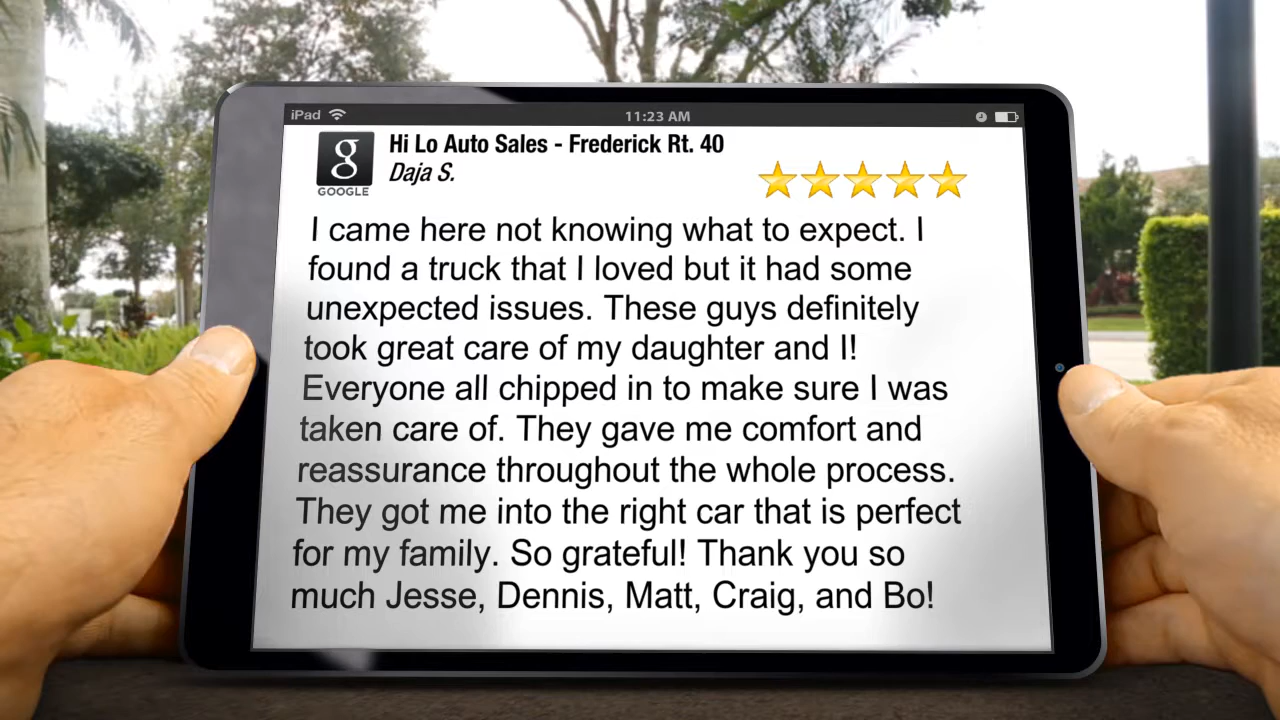 iPad
11:23 AM
g
GOOGLE
Hi Lo Auto Sales - Frederick Rt. 40
Daja S.
I came here not knowing what to expect. I
found a truck that I loved but it had some
unexpected issues. These guys definitely
took great care of my daughter and I!
Everyone all chipped in to make sure I was
taken care of. They gave me comfort and
reassurance throughout the whole process.
They got me into the right car that is perfect
for my family. So grateful! Thank you so
much Jesse, Dennis, Matt, Craig, and Bo!